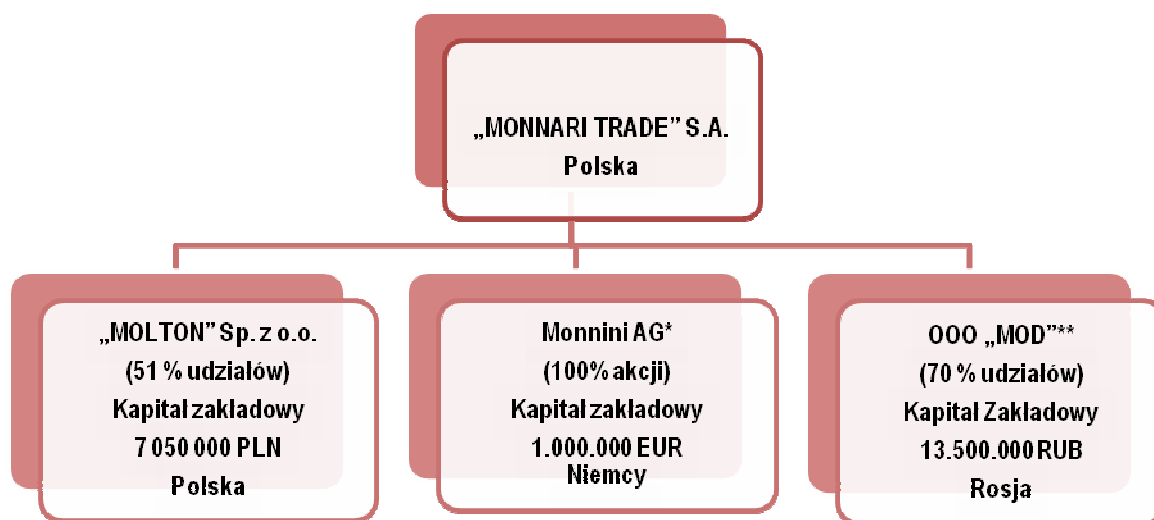 „MONNARI TRADE” S.A.
Polska
„MOLTON” Sp. z o.o.
(51 % udziałów)
Kapitał zakładowy
7 050 000 PLN
Polska
Monnini AG*
(100% akcji)
Kapitał zakładowy
1.000.000 EUR
Niemcy
OOO „MOD”**
(70 % udziałów)
Kapitał Zakładowy
13.500.000 RUB
Rosja